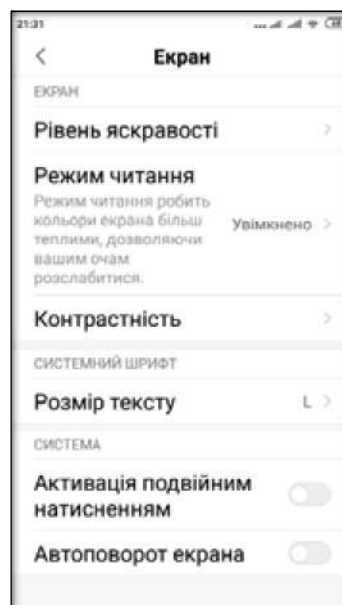 21:31
Екран
ЕКРАН
Рівень яскравості
Режим читання
Режим читання робить
кольори екрана більш
теплими, дозволяючи
вашим очам
розслабитися.
Увімкнено
Контрастність
СИСТЕМНИЙ ШРИФТ
Розмір тексту
L
СИСТЕМА
Активація подвійним
натисненням
Автоповорот екрана